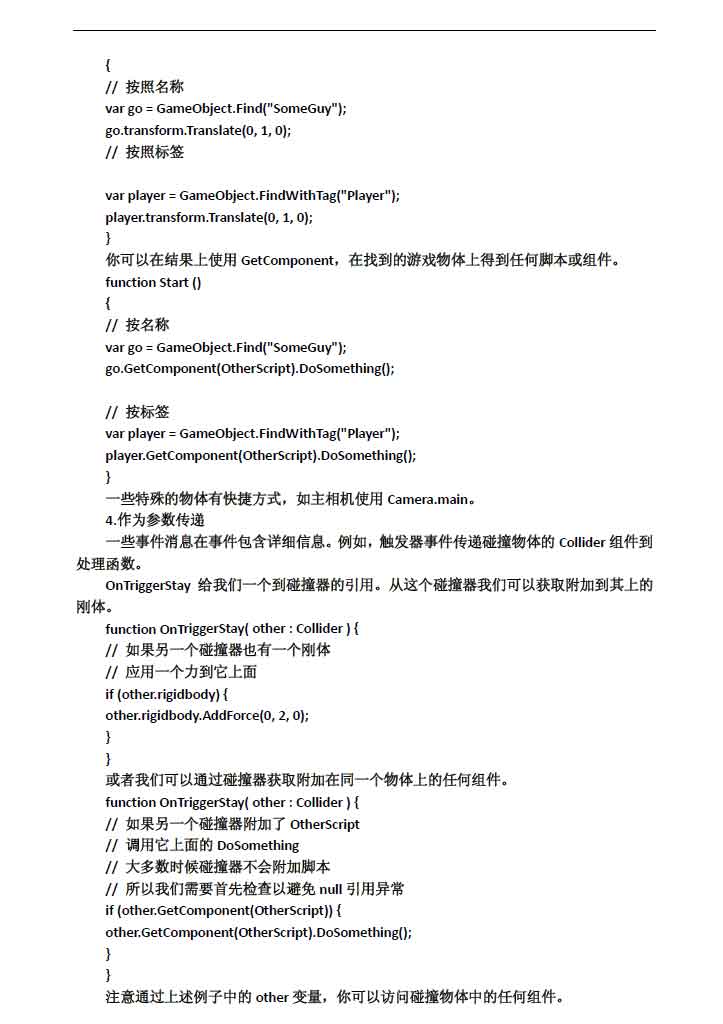 {
// 按照名称
var go = GameObject.Find("SomeGuy");
go.transform.Translate(0, 1, 0);
// 按照标签
var player = GameObject.FindWithTag("Player");
player.transform.Translate(0, 1, 0);
}
你可以在结果上使用 GetComponent，在找到的游戏物体上得到任何脚本或组件。
function Start ()
{
// 按名称
var go = GameObject.Find("SomeGuy");
go.GetComponent(OtherScript).DoSomething();
// 按标签
var player = GameObject.FindWithTag("Player");
player.GetComponent(OtherScript).DoSomething();
}
一些特殊的物体有快捷方式，如主相机使用 Camera.main。
4.作为参数传递
一些事件消息在事件包含详细信息。例如，触发器事件传递碰撞物体的 Collider 组件到
处理函数。
OnTriggerStay 给我们一个到碰撞器的引用。从这个碰撞器我们可以获取附加到其上的
刚体。
function OnTriggerStay( other : Collider ) {
// 如果另一个碰撞器也有一个刚体
// 应用一个力到它上面
if (other.rigidbody) {
other.rigidbody.AddForce(0, 2, 0);
}
}
或者我们可以通过碰撞器获取附加在同一个物体上的任何组件。
function OnTriggerStay( other : Collider ) {
// 如果另一个碰撞器附加了 OtherScript
// 调用它上面的 DoSomething
// 大多数时候碰撞器不会附加脚本
// 所以我们需要首先检查以避免 null 引用异常
if (other.GetComponent(OtherScript)) {
other.GetComponent(OtherScript).DoSomething();
}
}
注意通过上述例子中的 other 变量，你可以访问碰撞物体中的任何组件。